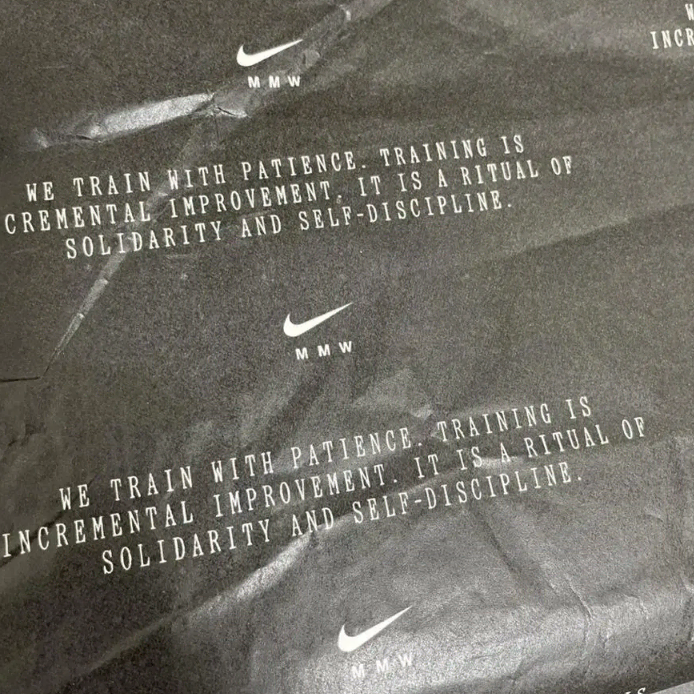 INCR
MMW
WE TRAIN WITH PATIENCE. TRAINING IS
CREMENTAL IMPROVEMENT. IT IS A RITUAL OF
SOLIDARITY AND SELF-DISCIPLINE.
MMW
WE TRAIN WITH PATIENCE. TRAINING IS
INCREMENTAL IMPROVEMENT. IT IS A RITUAL OF
SOLIDARITY AND SELF-DISCIPLINE.
MMW